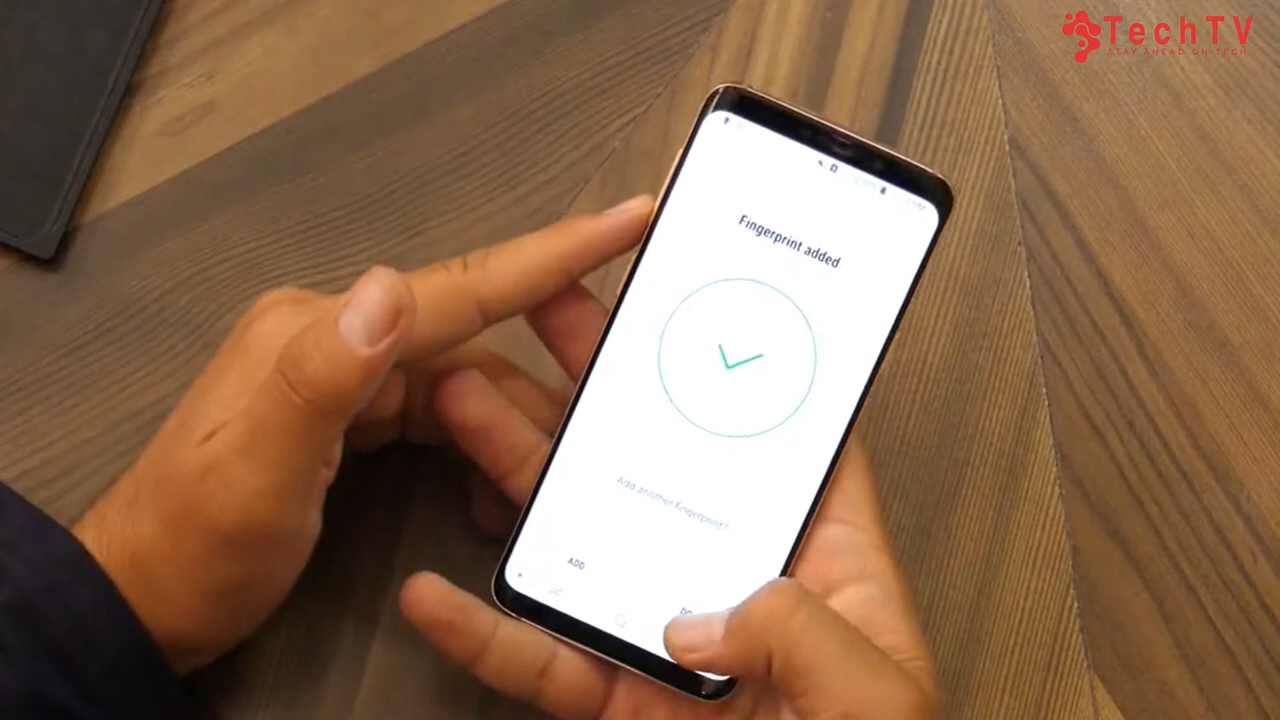 TechTV
STAY AHEAD ON TECH
Fingerprint added
Add another fingerprint?
ADD